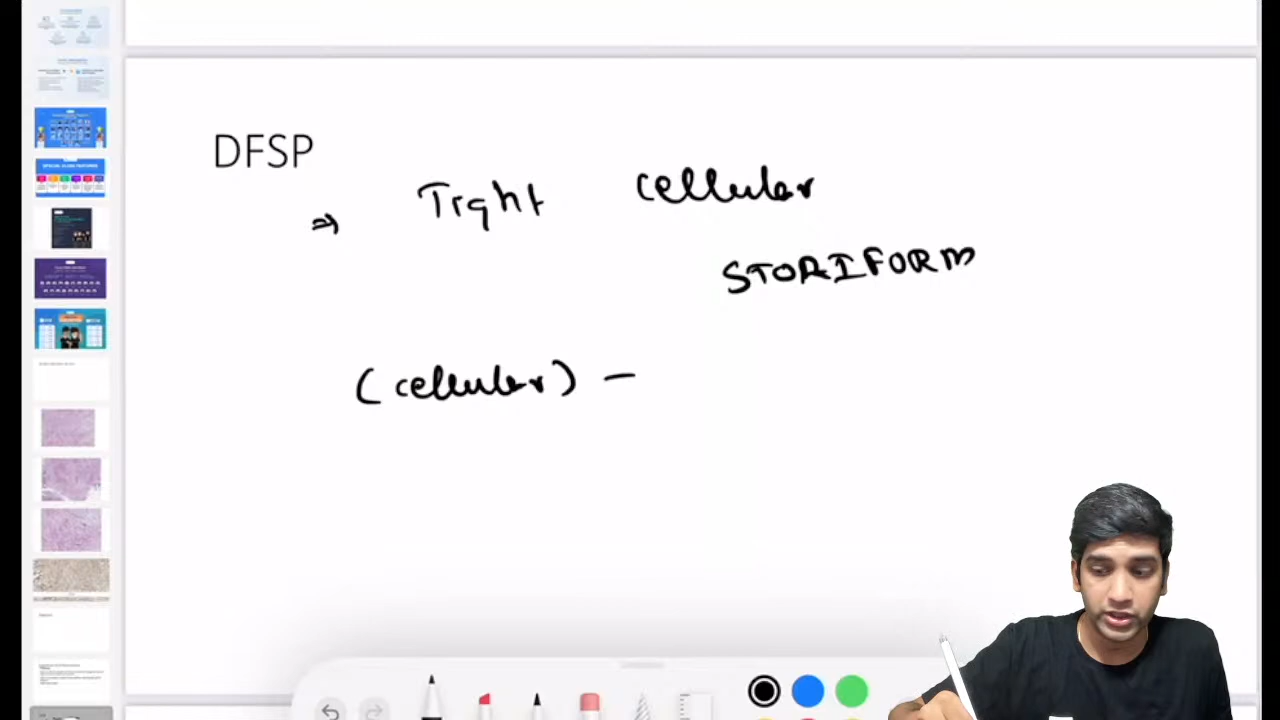 DFSP
⇒ Tight cellular
STORIFORM
(cellular) —